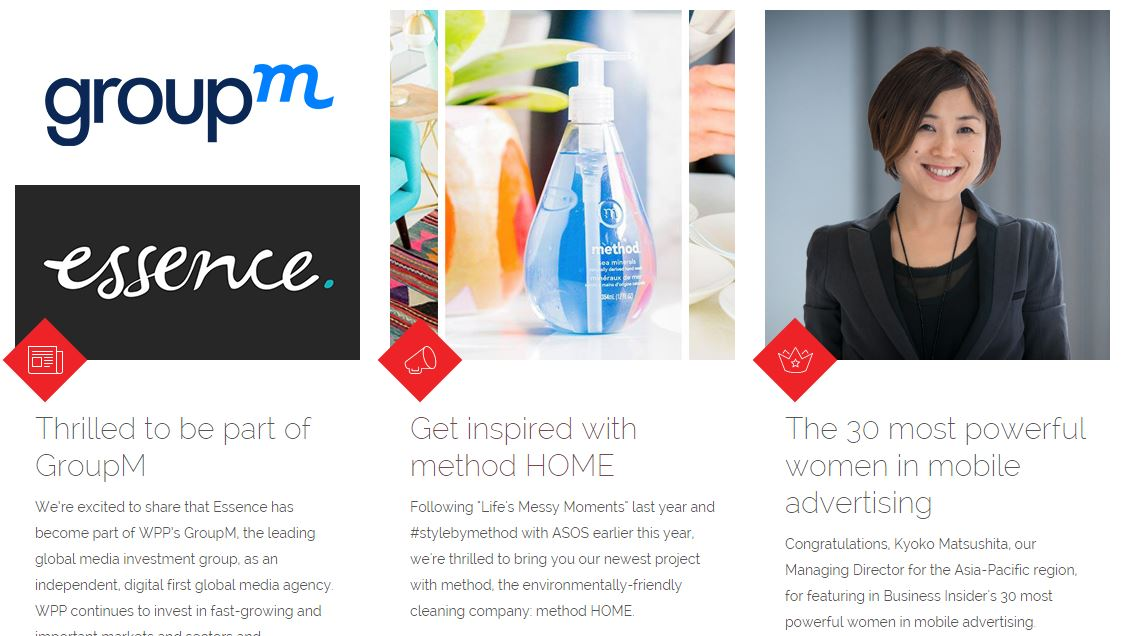 groupm
essence.
m
method.
sea minerals
naturally derived hand wash
minéraux de mer
354mL (12 fl oz)
Thrilled to be part of
GroupM
We're excited to share that Essence has
become part of WPP's GroupM, the leading
global media investment group, as an
independent, digital first global media agency.
WPP continues to invest in fast-growing and
important markets and sectors and
Get inspired with
method HOME
Following "Life's Messy Moments" last year and
#stylebymethod with ASOS earlier this year,
we're thrilled to bring you our newest project
with method, the environmentally-friendly
cleaning company: method HOME.
The 30 most powerful
women in mobile
advertising
Congratulations, Kyoko Matsushita, our
Managing Director for the Asia-Pacific region,
for featuring in Business Insider's 30 most
powerful women in mobile advertising.